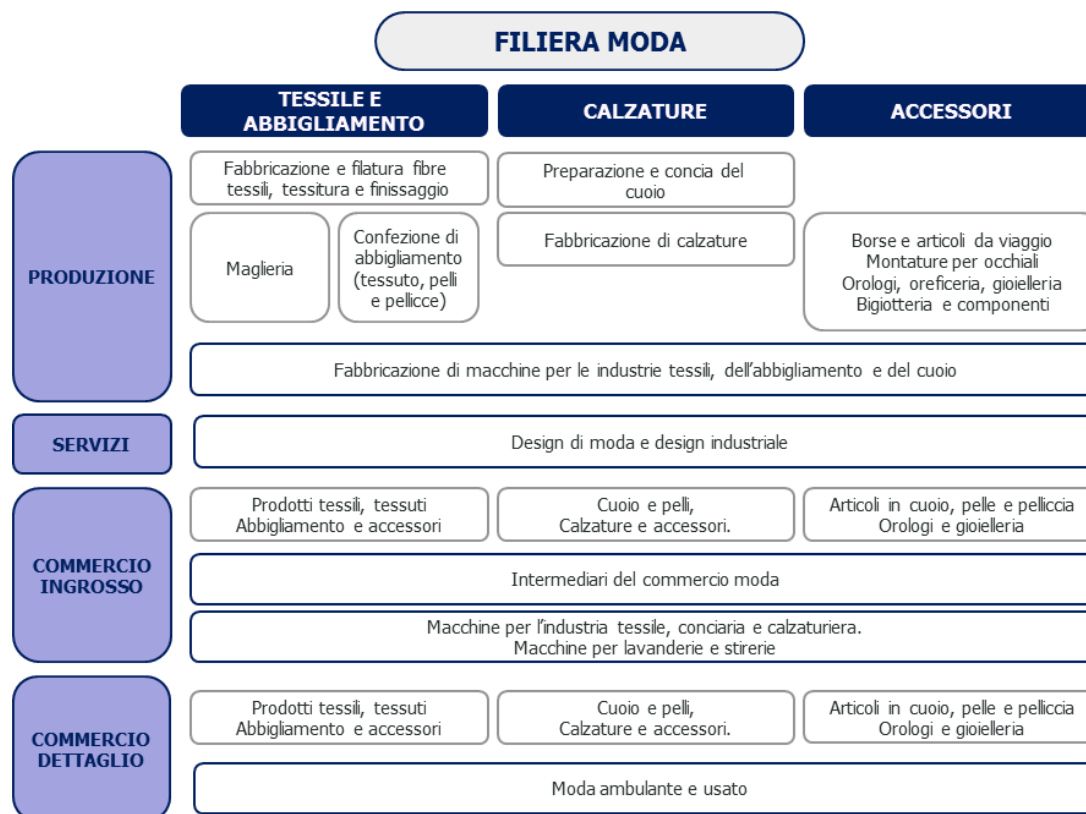 FILIERA MODA
TESSILE E
ABBIGLIAMENTO
CALZATURE
ACCESSORI
PRODUZIONE
Fabbricazione e filatura fibre
tessili, tessitura e finissaggio
Preparazione e concia del
cuoio
Maglieria
Confezione di
abbigliamento
(tessuto, pelli
e pellicce)
Fabbricazione di calzature
Borse e articoli da viaggio
Montature per occhiali
Orologi, oreficeria, gioielleria
Bigiotteria e componenti
Fabbricazione di macchine per le industrie tessili, dell'abbigliamento e del cuoio
SERVIZI
Design di moda e design industriale
COMMERCIO
INGROSSO
Prodotti tessili, tessuti
Abbigliamento e accessori
Cuoio e pelli,
Calzature e accessori.
Articoli in cuoio, pelle e pelliccia
Orologi e gioielleria
Intermediari del commercio moda
Macchine per l'industria tessile, conciaria e calzaturiera.
Macchine per lavanderie e stirerie
COMMERCIO
DETTAGLIO
Prodotti tessili, tessuti
Abbigliamento e accessori
Cuoio e pelli,
Calzature e accessori.
Articoli in cuoio, pelle e pelliccia
Orologi e gioielleria
Moda ambulante e usato